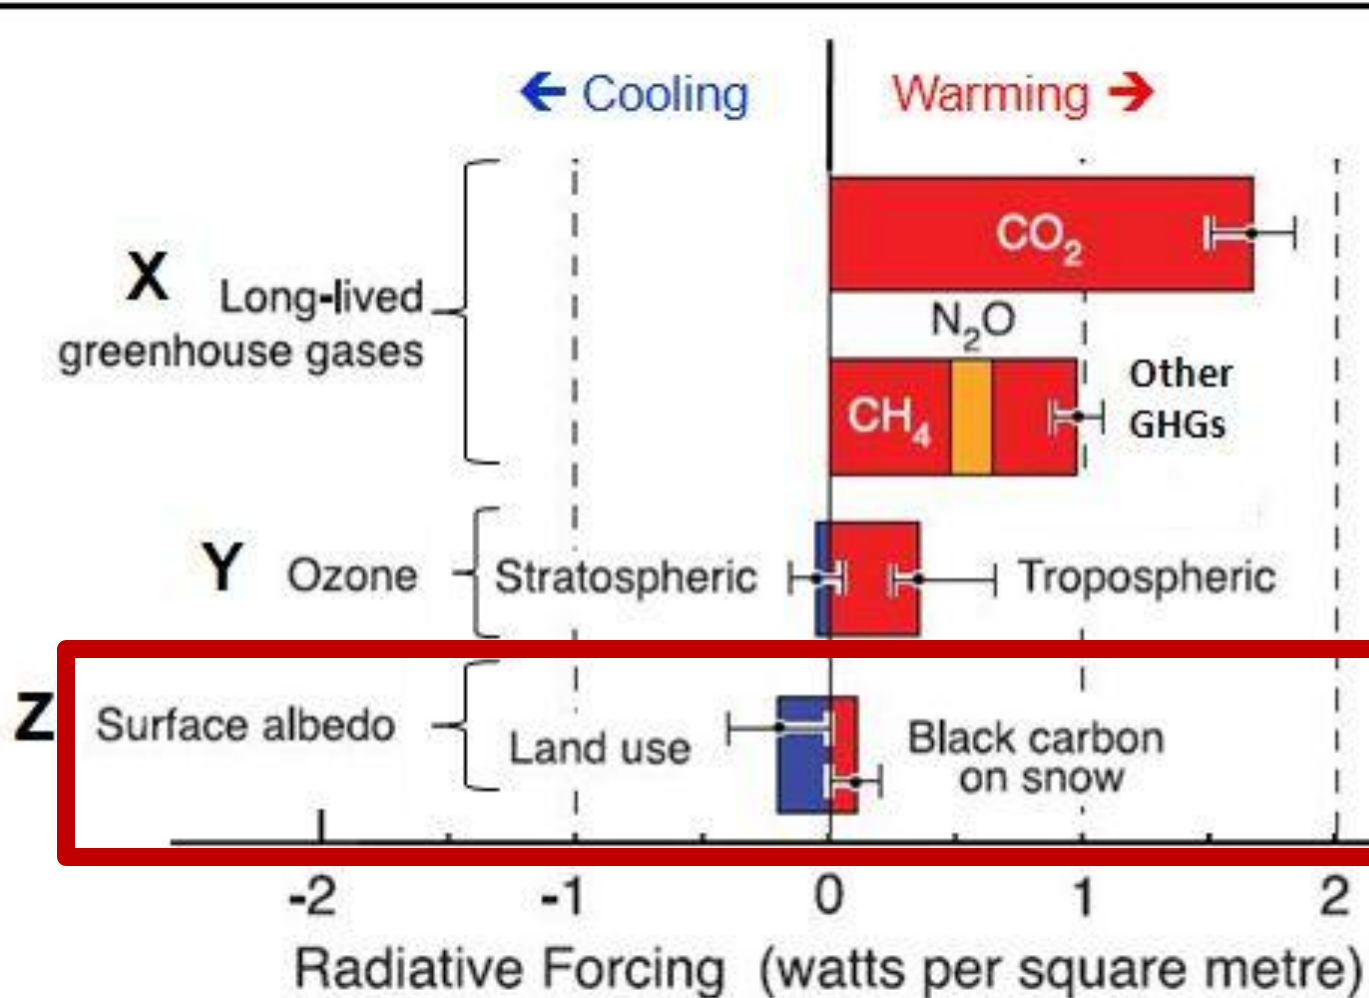 ← Cooling Warming →
CO₂
X Long-lived
greenhouse gases
N₂O
CH₄
Other
GHGs
Y Ozone Stratospheric Tropospheric
Z Surface albedo
Land use
Black carbon
on snow
-2 -1 0 1 2
Radiative Forcing (watts per square metre)